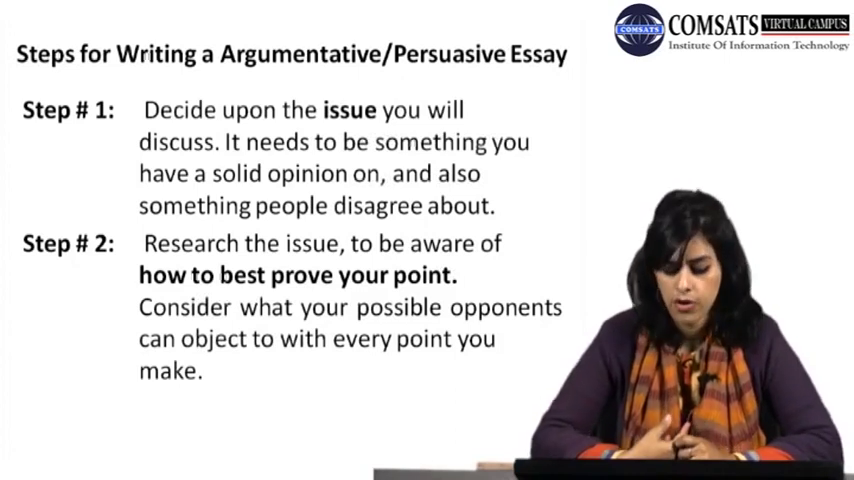 COMSATS VIRTUAL CAMPUS
Institute Of Information Technology
COMSATS
Steps for Writing a Argumentative/Persuasive Essay
Step # 1: Decide upon the issue you will
discuss. It needs to be something you
have a solid opinion on, and also
something people disagree about.
Step # 2: Research the issue, to be aware of
how to best prove your point.
Consider what your possible opponents
can object to with every point you
make.